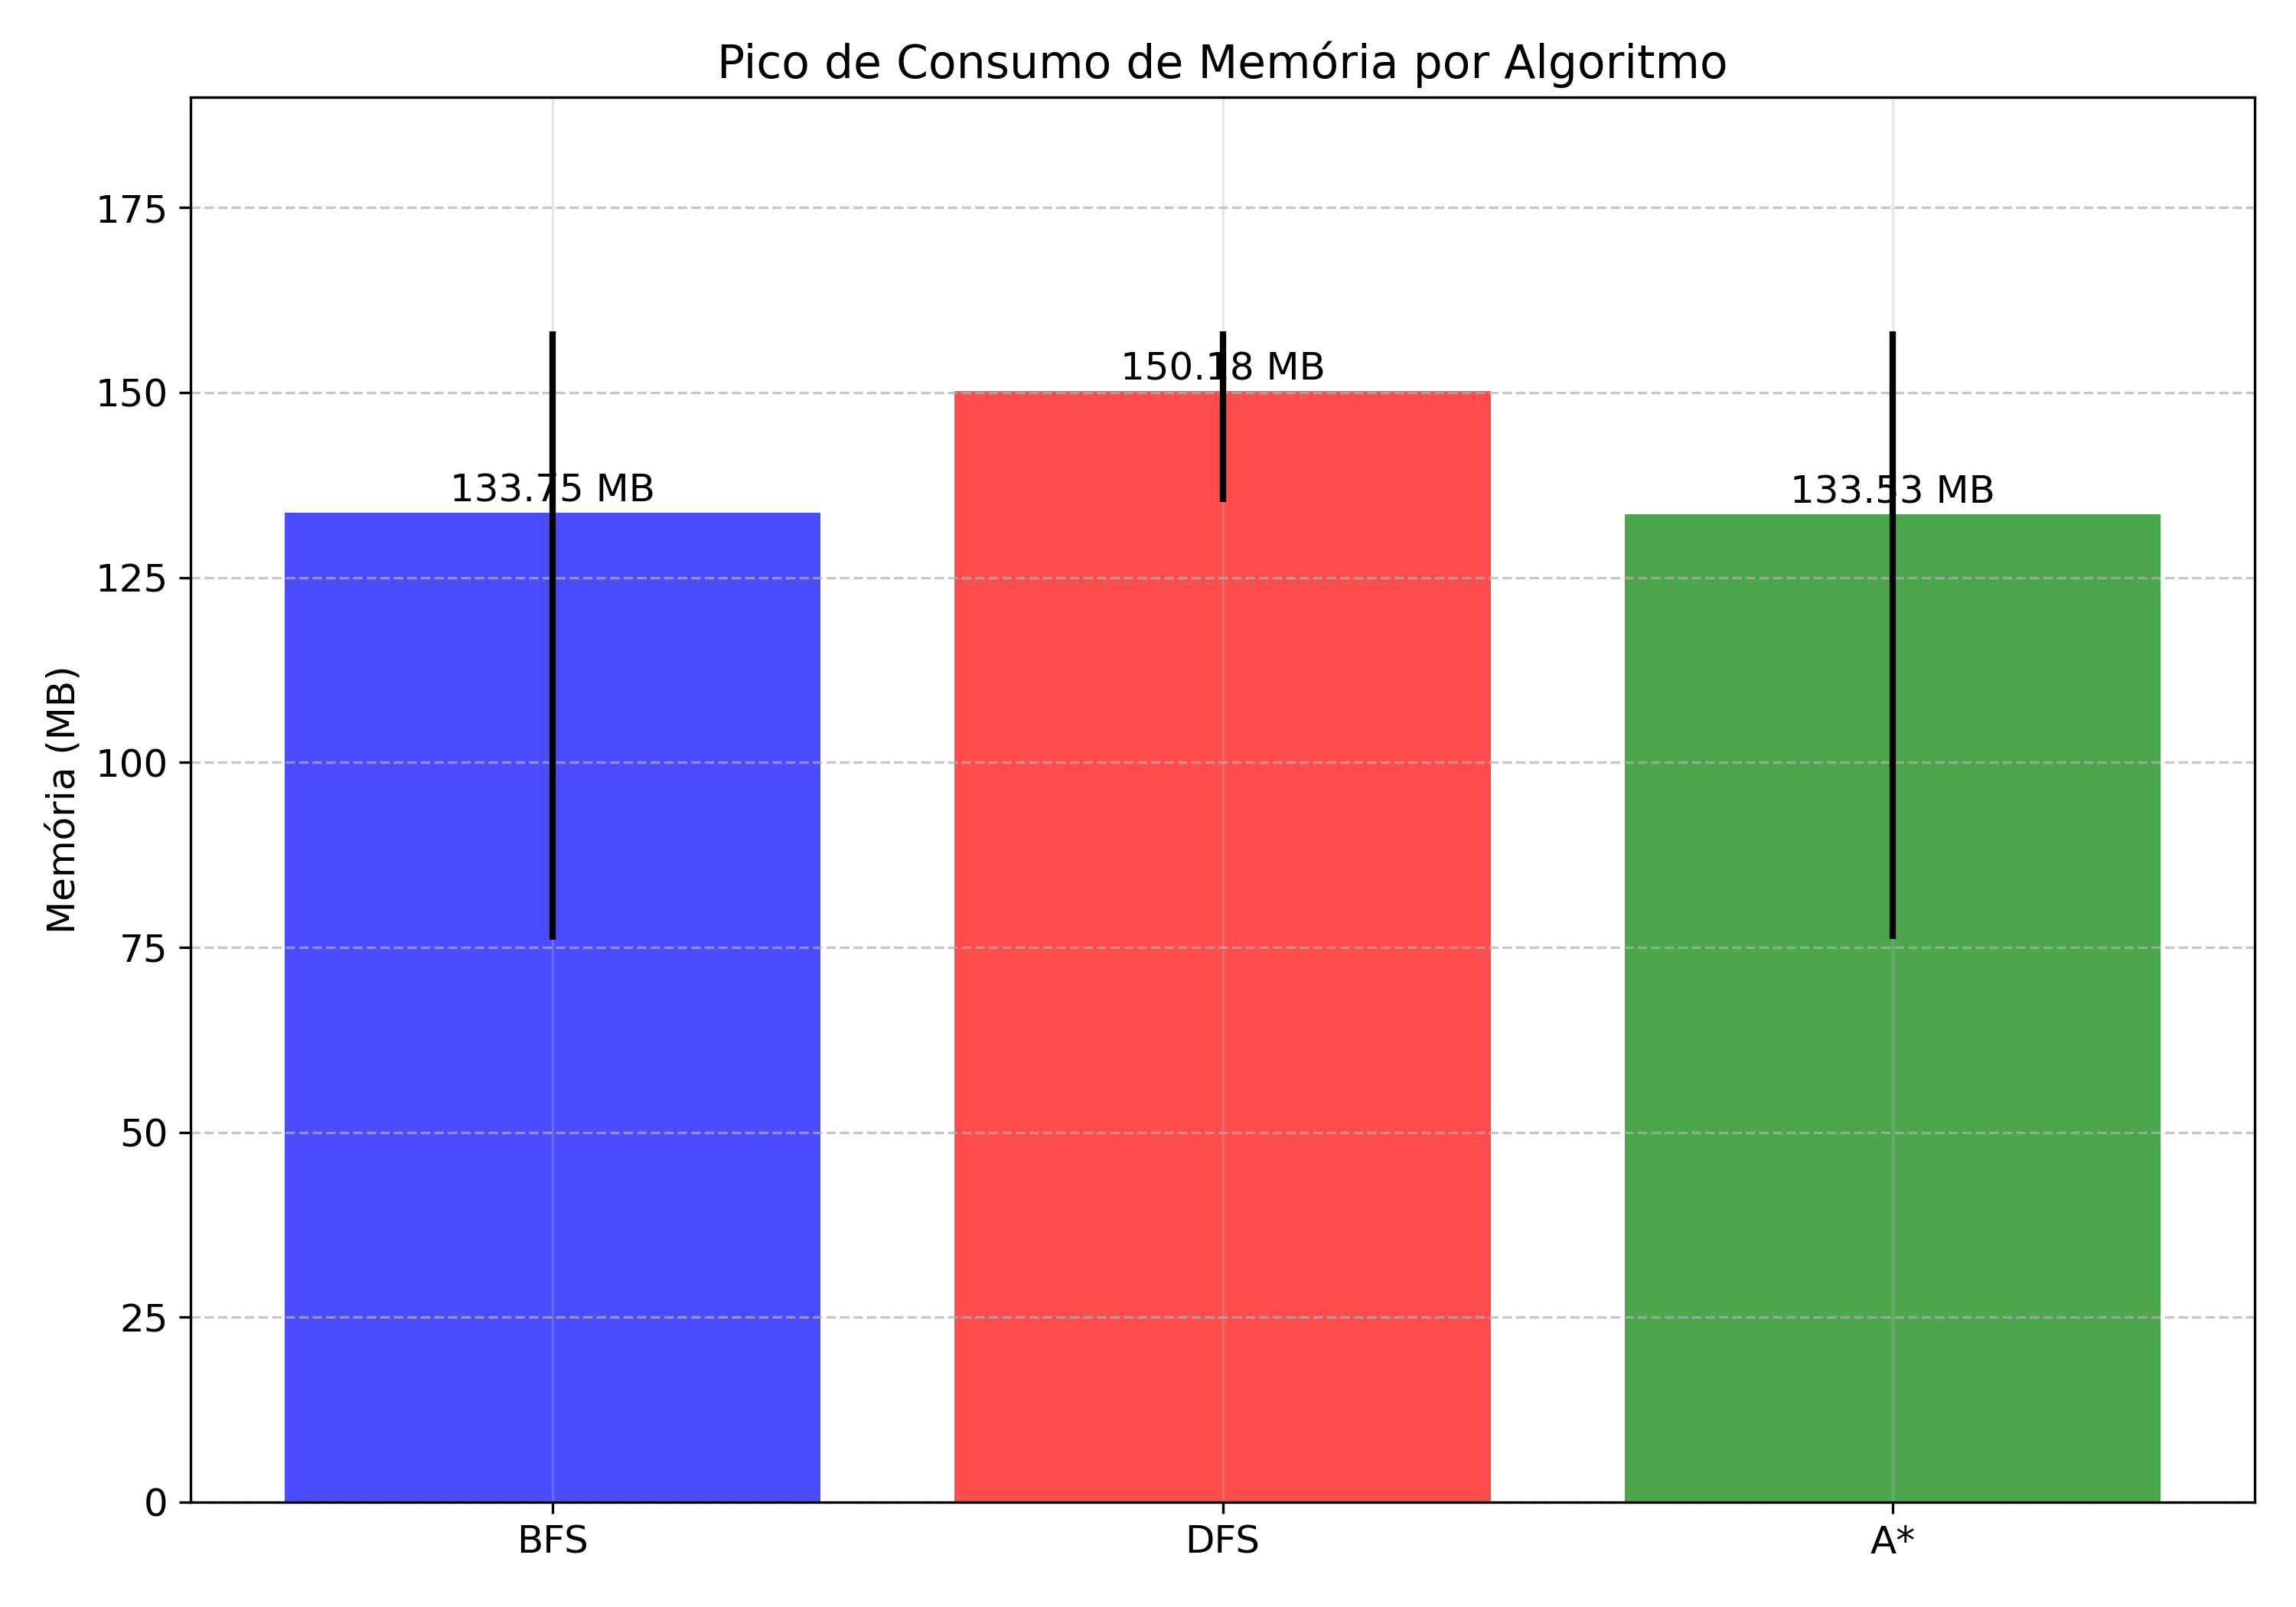 Pico de Consumo de Memória por Algoritmo
Memória (MB)
175
150
125
100
75
50
25
0
133.75 MB
150.18 MB
133.53 MB
BFS
DFS
A*